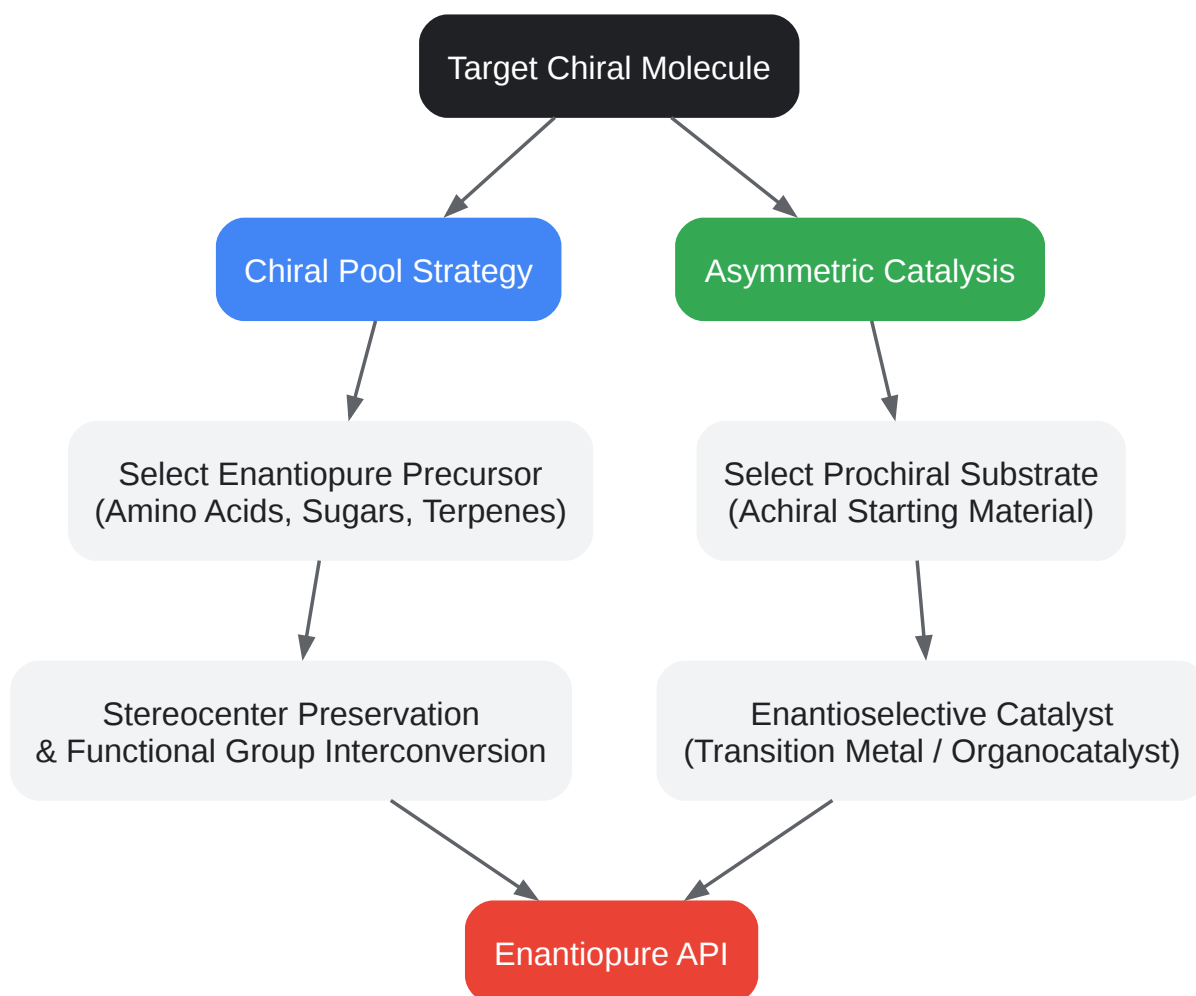 Target Chiral Molecule
Chiral Pool Strategy
Asymmetric Catalysis
Select Enantiopure Precursor
(Amino Acids, Sugars, Terpenes)
Select Prochiral Substrate
(Achiral Starting Material)
Stereocenter Preservation
& Functional Group Interconversion
Enantioselective Catalyst
(Transition Metal / Organocatalyst)
Enantiopure API